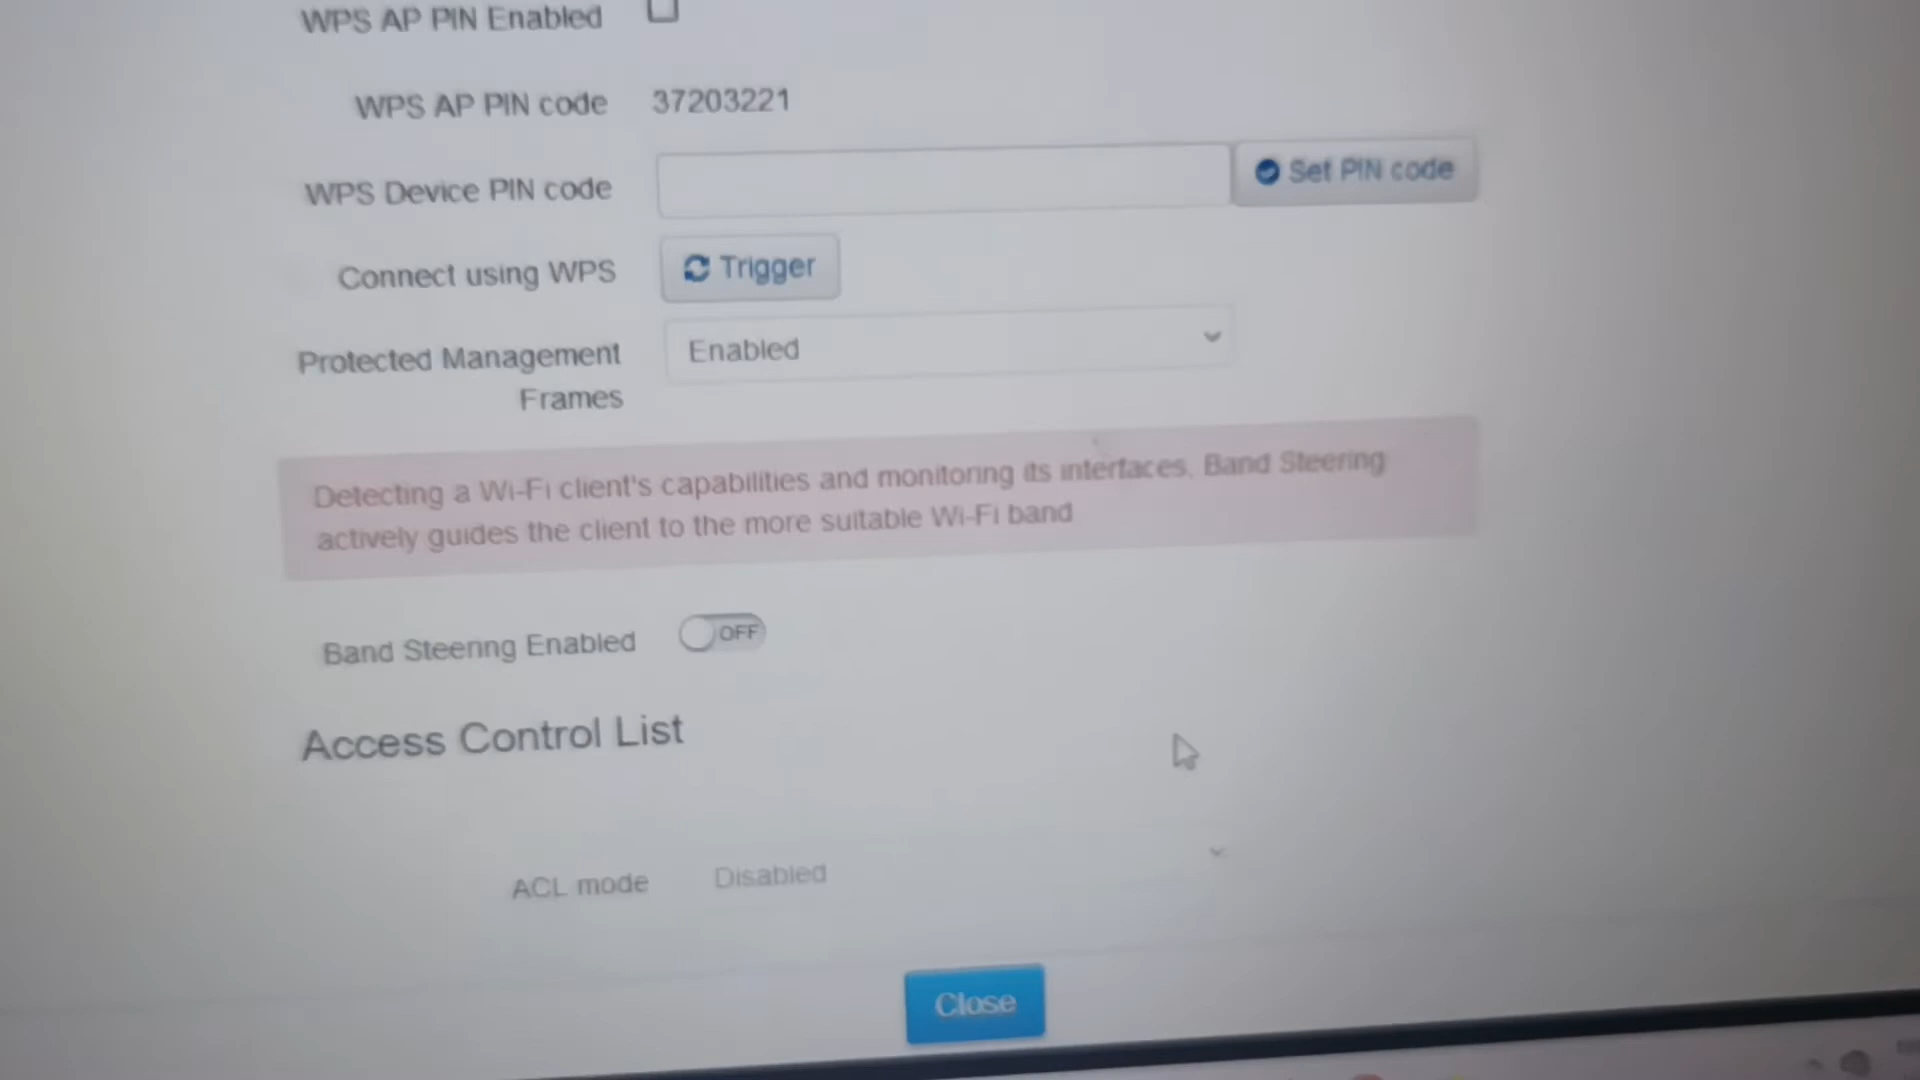 WPS AP PIN Enabled
WPS AP PIN code 37203221
WPS Device PIN code Set PIN code
Connect using WPS Trigger
Protected Management Enabled
Frames
Detecting a Wi-Fi client's capabilities and monitoring its interfaces, Band Steering
actively guides the client to the more suitable Wi-Fi band
Band Steering Enabled OFF
Access Control List
ACL mode Disabled
Close